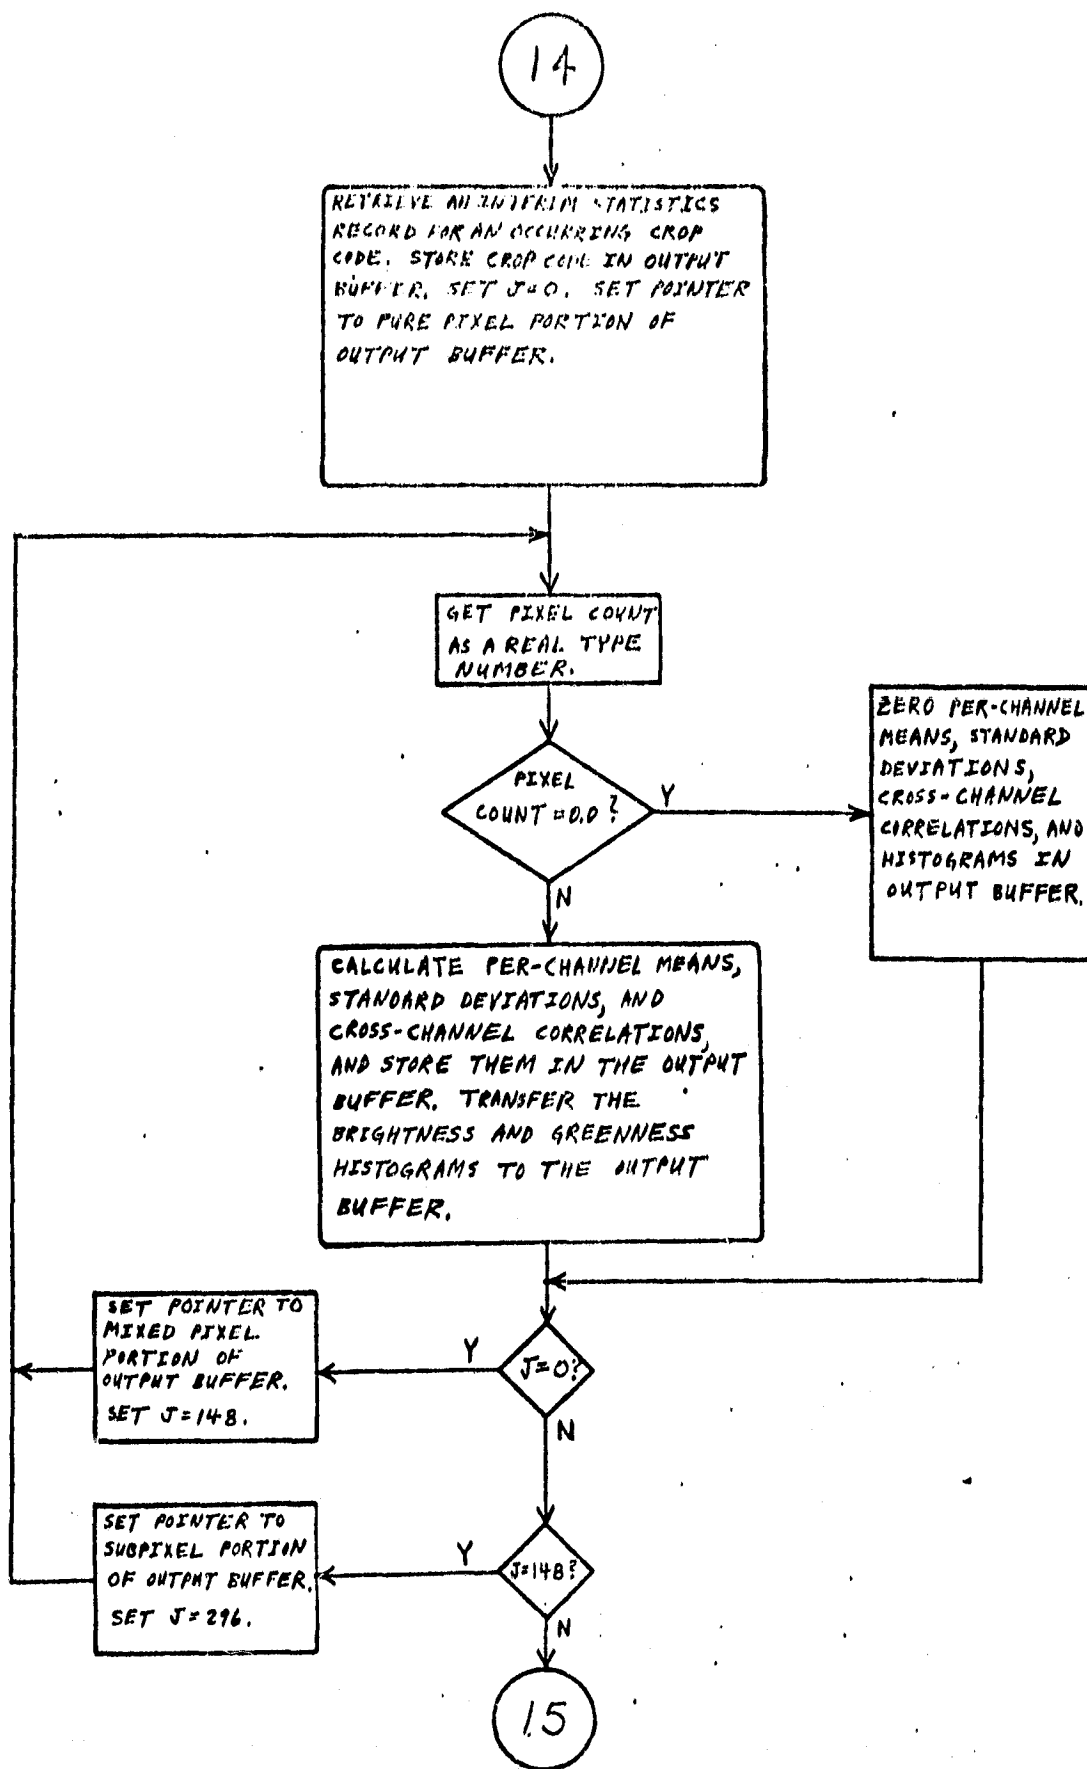 14
RETRIEVE AN INTERIM STATISTICS
RECORD FOR AN OCCURRING CROP
CODE. STORE CROP CODE IN OUTPUT
BUFFER. SET J=0. SET POINTER
TO PURE PIXEL PORTION OF
OUTPUT BUFFER.
GET PIXEL COUNT
AS A REAL TYPE
NUMBER.
PIXEL
COUNT = 0.0?
Y
N
ZERO PER-CHANNEL
MEANS, STANDARD
DEVIATIONS,
CROSS-CHANNEL
CORRELATIONS, AND
HISTOGRAMS IN
OUTPUT BUFFER.
CALCULATE PER-CHANNEL MEANS,
STANDARD DEVIATIONS, AND
CROSS-CHANNEL CORRELATIONS,
AND STORE THEM IN THE OUTPUT
BUFFER. TRANSFER THE
BRIGHTNESS AND GREENNESS
HISTOGRAMS TO THE OUTPUT
BUFFER.
J=0?
Y
N
SET POINTER TO
MIXED PIXEL
PORTION OF
OUTPUT BUFFER.
SET J=148.
J=148?
Y
N
SET POINTER TO
SUBPIXEL PORTION
OF OUTPUT BUFFER.
SET J=296.
15